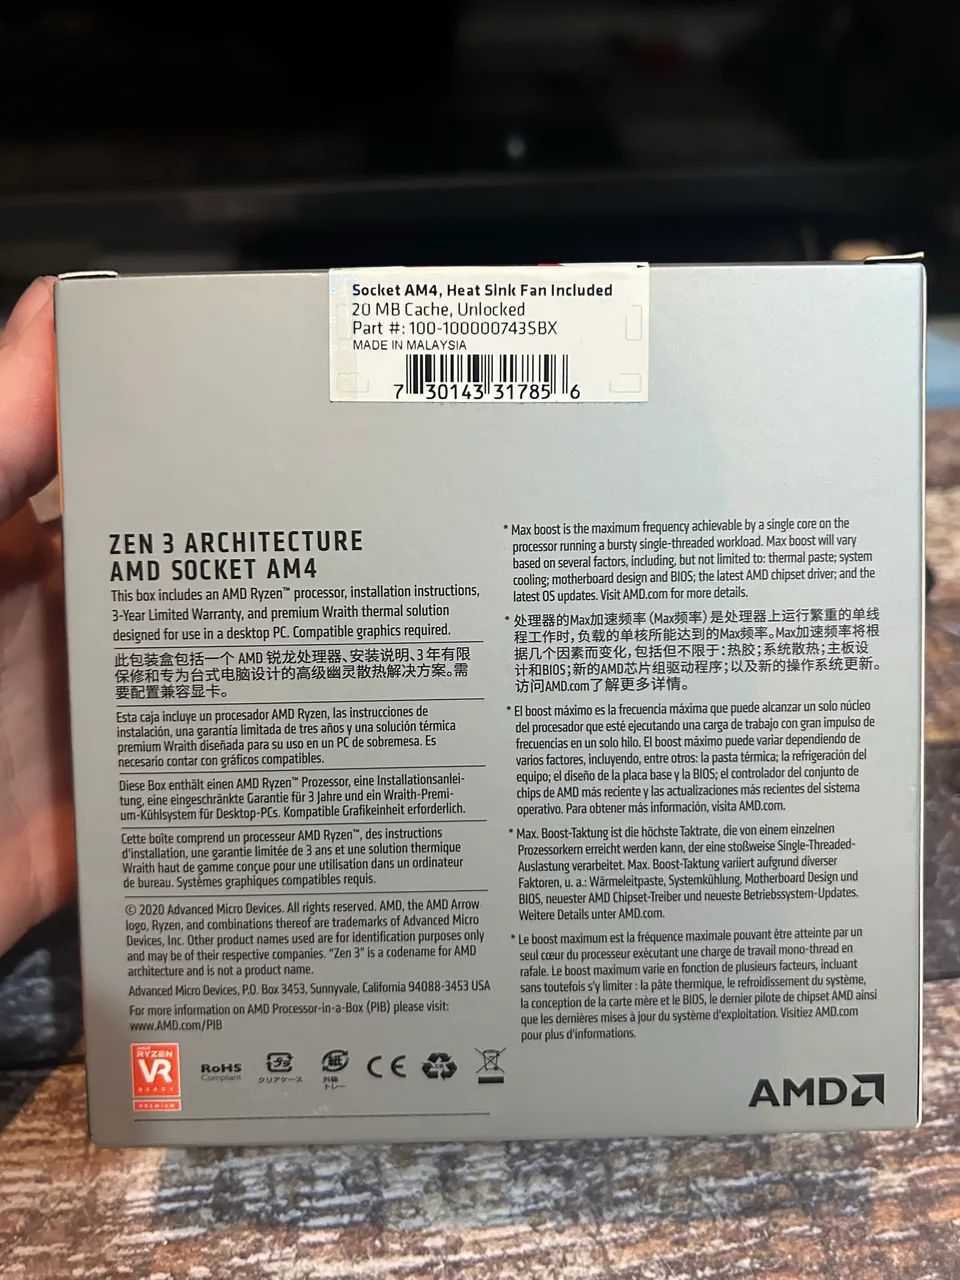 Socket AM4, Heat Sink Fan Included
20 MB Cache, Unlocked
Part #: 100-100000743SBX
MADE IN MALAYSIA
7 30143 31785 6
ZEN 3 ARCHITECTURE
AMD SOCKET AM4
This box includes an AMD Ryzen™ processor, installation instructions,
3-Year Limited Warranty, and premium Wraith thermal solution
designed for use in a desktop PC. Compatible graphics required.
此包装盒包括一个 AMD 锐龙处理器、安装说明、3 年有限
保修和专为台式电脑设计的高级幽灵散热解决方案。需
要配置兼容显卡。
Esta caja incluye un procesador AMD Ryzen, las instrucciones de
instalación, una garantía limitada de tres años y una solución térmica
premium Wraith diseñada para su uso en un PC de sobremesa. Es
necesario contar con gráficos compatibles.
Diese Box enthält einen AMD Ryzen™ Prozessor, eine Installationsanlei-
tung, eine eingeschränkte Garantie für 3 Jahre und ein Wraith-Premi-
um-Kühlsystem für Desktop-PCs. Kompatible Grafikeinheit erforderlich.
Cette boîte comprend un processeur AMD Ryzen™, des instructions
d'installation, une garantie limitée de 3 ans et une solution thermique
Wraith haut de gamme conçue pour une utilisation dans un ordinateur
de bureau. Systèmes graphiques compatibles requis.
© 2020 Advanced Micro Devices. All rights reserved. AMD, the AMD Arrow
logo, Ryzen, and combinations thereof are trademarks of Advanced Micro
Devices, Inc. Other product names used are for identification purposes only
and may be of their respective companies. "Zen 3" is a codename for AMD
architecture and is not a product name.
Advanced Micro Devices, P.O. Box 3453, Sunnyvale, California 94088-3453 USA
For more information on AMD Processor-in-a-Box (PIB) please visit:
www.AMD.com/PIB
* Max boost is the maximum frequency achievable by a single core on the
processor running a bursty single-threaded workload. Max boost will vary
based on several factors, including, but not limited to: thermal paste; system
cooling; motherboard design and BIOS; the latest AMD chipset driver; and the
latest OS updates. Visit AMD.com for more details.
* 处理器的Max加速频率（Max频率）是处理器上运行繁重的单线
程工作时，负载的单核所能达到的Max频率。Max加速频率将根
据几个因素而变化，包括但不限于：热胶；系统散热；主板设
计和BIOS；新的AMD芯片组驱动程序；以及新的操作系统更新。
访问AMD.com了解更多详情。
* El boost máximo es la frecuencia máxima que puede alcanzar un solo núcleo
del procesador que esté ejecutando una carga de trabajo con gran impulso de
frecuencias en un solo hilo. El boost máximo puede variar dependiendo de
varios factores, incluyendo, entre otros: la pasta térmica; la refrigeración del
equipo; el diseño de la placa base y la BIOS; el controlador del conjunto de
chips de AMD más reciente y las actualizaciones más recientes del sistema
operativo. Para obtener más información, visita AMD.com.
* Max. Boost-Taktung ist die höchste Taktrate, die von einem einzelnen
Prozessorkern erreicht werden kann, der eine stoßweise Single-Threaded-
Auslastung verarbeitet. Max. Boost-Taktung variiert aufgrund diverser
Faktoren, u. a.: Wärmeleitpaste, Systemkühlung, Motherboard Design und
BIOS, neuester AMD Chipset-Treiber und neueste Betriebssystem-Updates.
Weitere Details unter AMD.com.
* Le boost maximum est la fréquence maximale pouvant être atteinte par un
seul cœur du processeur exécutant une charge de travail mono-thread en
rafale. Le boost maximum varie en fonction de plusieurs facteurs, incluant
sans toutefois s'y limiter : la pâte thermique, le refroidissement du système,
la conception de la carte mère et le BIOS, le dernier pilote de chipset AMD ainsi
que les dernières mises à jour du système d'exploitation. Visitiez AMD.com
pour plus d'informations.
AMD
RYZEN
VR
READY
PREMIUM
RoHS
Compliant
プラ
クリアケース
紙
外箱
トレー
CE
AMD